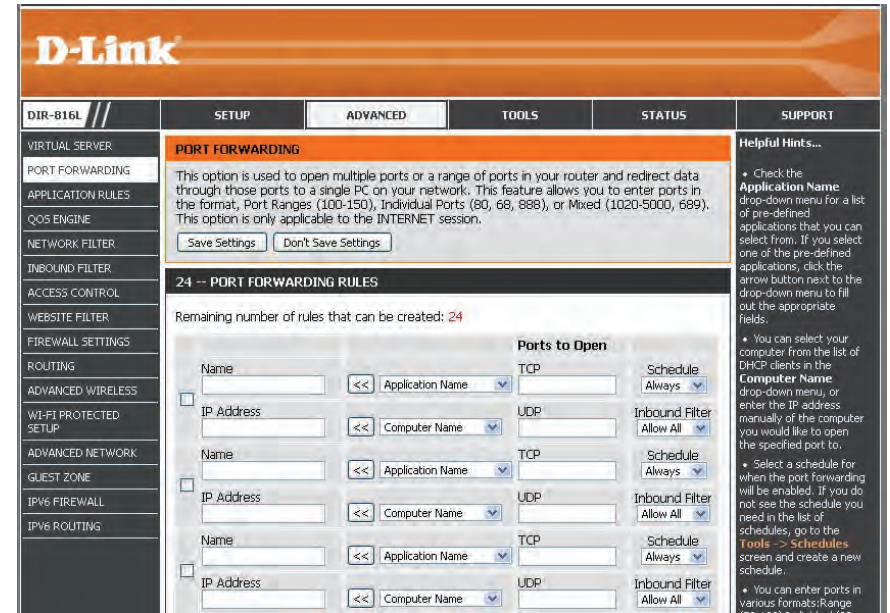 D-Link
DIR-816L
SETUP
ADVANCED
TOOLS
STATUS
SUPPORT
VIRTUAL SERVER
PORT FORWARDING
APPLICATION RULES
QOS ENGINE
NETWORK FILTER
INBOUND FILTER
ACCESS CONTROL
WEBSITE FILTER
FIREWALL SETTINGS
ROUTING
ADVANCED WIRELESS
WI-FI PROTECTED
SETUP
ADVANCED NETWORK
GUEST ZONE
IPV6 FIREWALL
IPV6 ROUTING
PORT FORWARDING
This option is used to open multiple ports or a range of ports in your router and redirect data
through those ports to a single PC on your network. This feature allows you to enter ports in
the format, Port Ranges (100-150), Individual Ports (80, 68, 888), or Mixed (1020-5000, 689).
This option is only applicable to the INTERNET session.
Save Settings Don't Save Settings
24 -- PORT FORWARDING RULES
Remaining number of rules that can be created: 24
Ports to Open
Name TCP Schedule
<< Application Name Always
IP Address UDP Inbound Filter
<< Computer Name Allow All
Name TCP Schedule
<< Application Name Always
IP Address UDP Inbound Filter
<< Computer Name Allow All
Name TCP Schedule
<< Application Name Always
IP Address UDP Inbound Filter
<< Computer Name Allow All
Helpful Hints...
• Check the
Application Name
drop-down menu for a list
of pre-defined
applications that you can
select from. If you select
one of the pre-defined
applications, click the
arrow button next to the
drop-down menu to fill
out the appropriate
fields.
• You can select your
computer from the list of
DHCP clients in the
Computer Name
drop-down menu, or
enter the IP address
manually of the computer
you would like to open
the specified port to.
• Select a schedule for
when the port forwarding
will be enabled. If you do
not see the schedule you
need in the list of
schedules, go to the
Tools -> Schedules
screen and create a new
schedule.
• You can enter ports in
various formats:Range